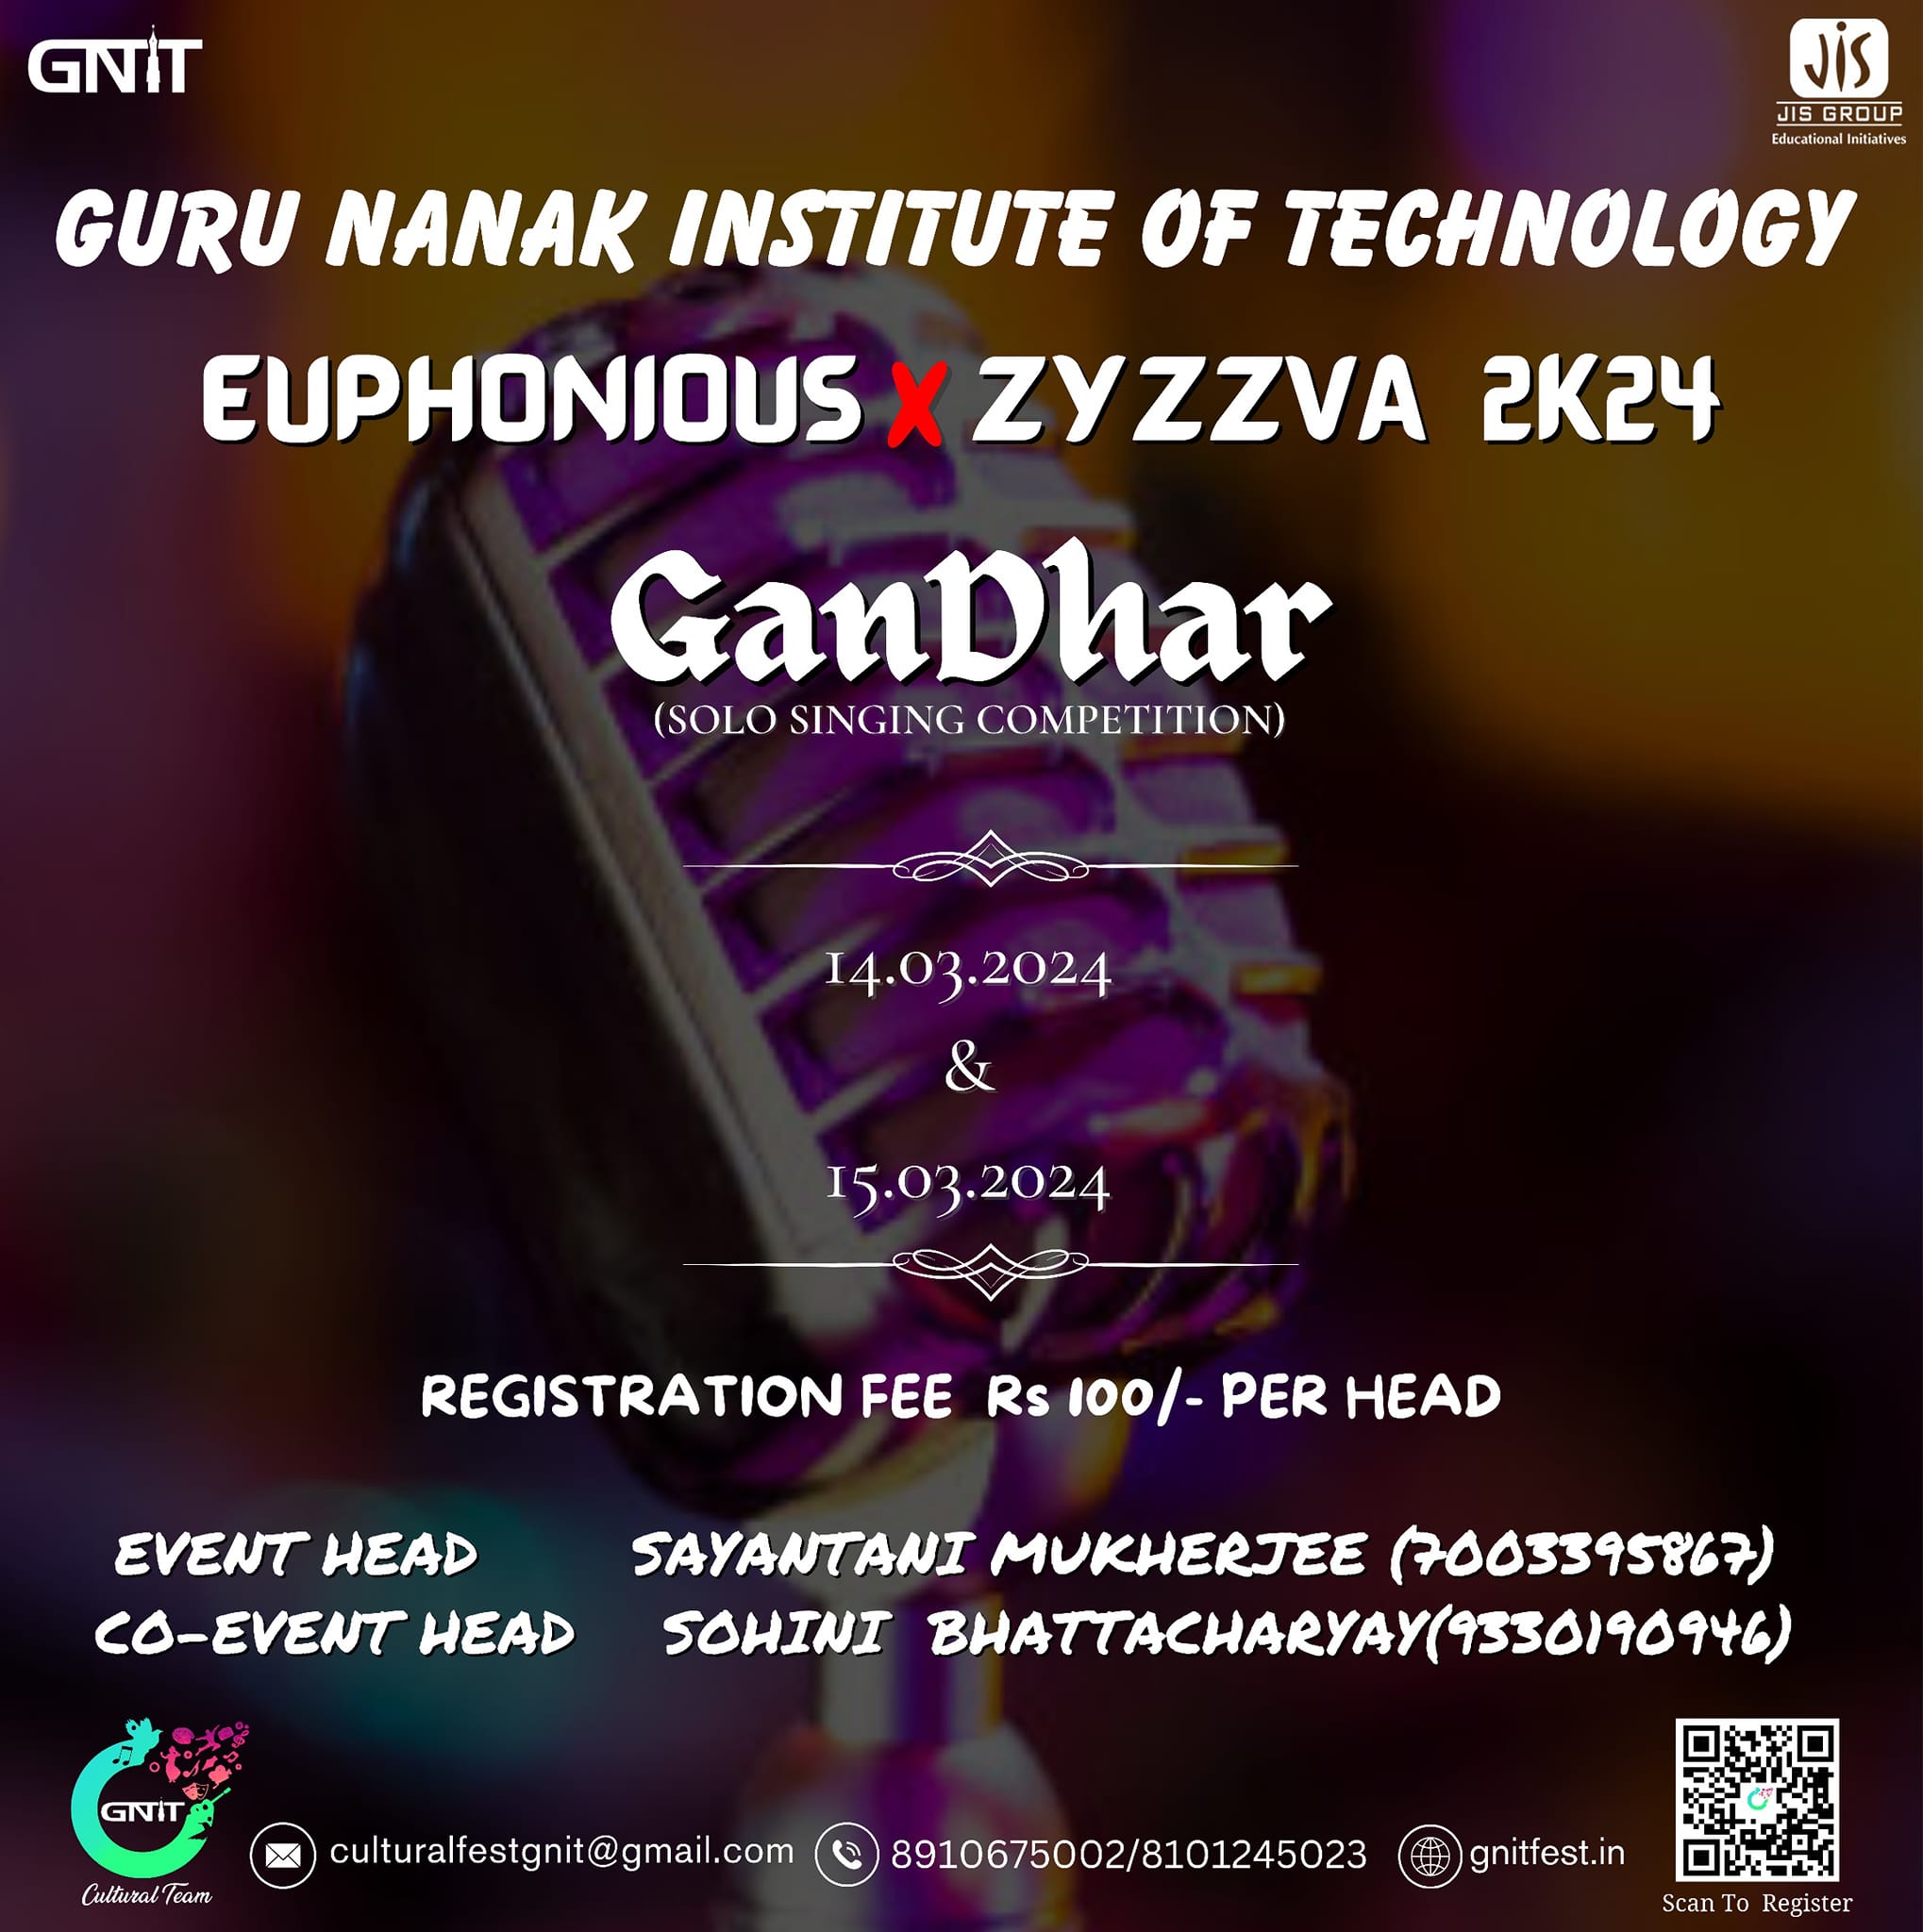 GNIT
JIS
JIS GROUP
Educational Initiatives
GURU NANAK INSTITUTE OF TECHNOLOGY
EUPHONIOUS X ZYZZVA 2K24
GanDhar
(SOLO SINGING COMPETITION)
14.03.2024
&
15.03.2024
REGISTRATION FEE Rs 100/- PER HEAD
EVENT HEAD SAYANTANI MUKHERJEE (7003395867)
CO-EVENT HEAD SOHINI BHATTACHARYAY(9330190946)
GNIT
Cultural Team
culturalfestgnit@gmail.com
8910675002/8101245023
gnitfest.in
Scan To Register